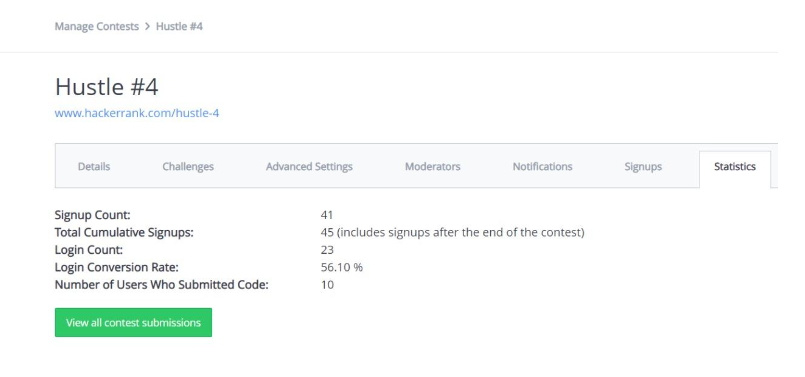 Manage Contests > Hustle #4
Hustle #4
www.hackerrank.com/hustle-4
Details Challenges Advanced Settings Moderators Notifications Signups Statistics
Signup Count: 41
Total Cumulative Signups: 45 (includes signups after the end of the contest)
Login Count: 23
Login Conversion Rate: 56.10 %
Number of Users Who Submitted Code: 10
View all contest submissions